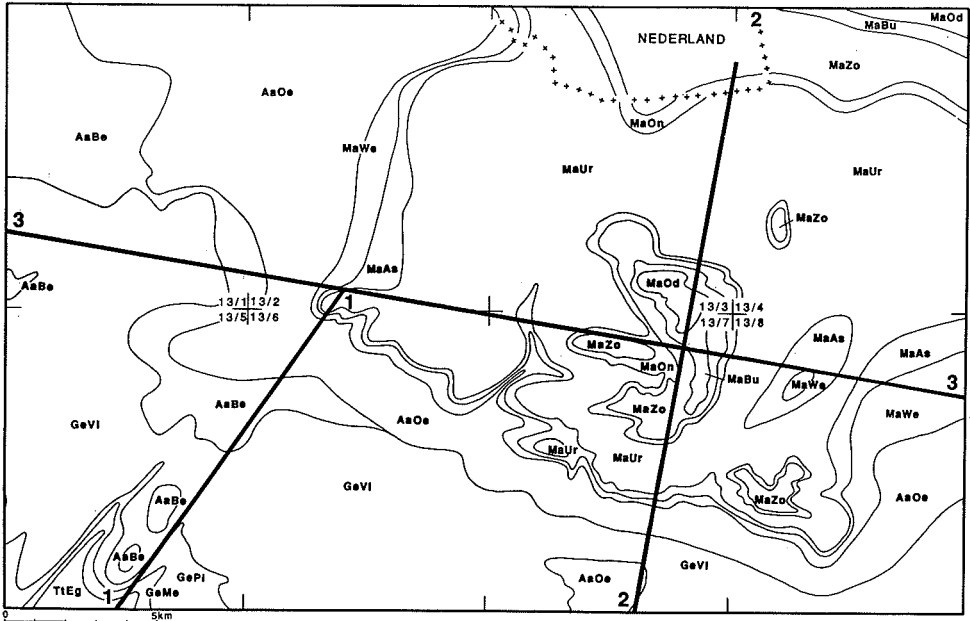 2
MaOd
MaBu
NEDERLAND
MaZo
AaOe
AaBe
MaOn
MaWe
MaUr
MaUr
3
MaZo
AaBe
MaAs
MaOd
13/1 13/2
13/5 13/6
1
13/3 13/4
13/7 13/8
MaAs
MaZo
MaAs
MaOn
MaBu
MaWe
3
AaBe
MaZo
MaWe
AaOe
GeVl
MaUr
MaUr
GeVl
AaBe
MaZo
AaOe
AaBe
GeVl
TtEg
GePi
AaOe
1
GeMe
2
0
5km